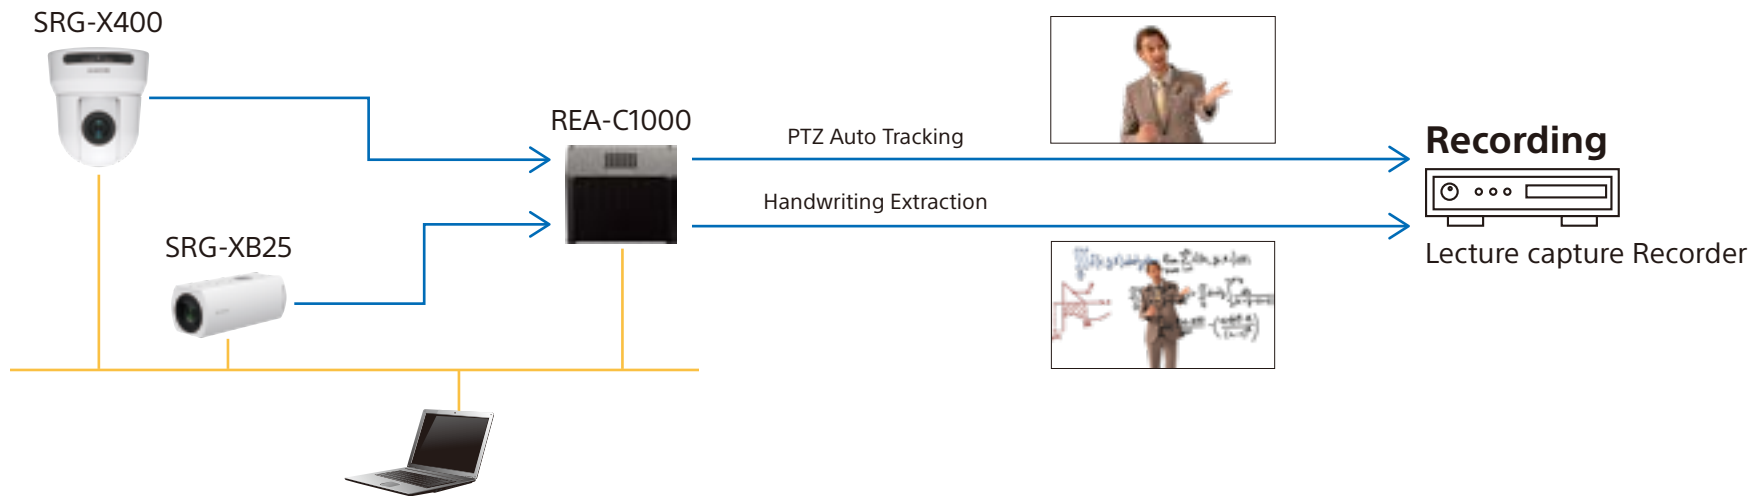 SRG-X400
REA-C1000
PTZ Auto Tracking
Recording
Handwriting Extraction
SRG-XB25
Lecture capture Recorder